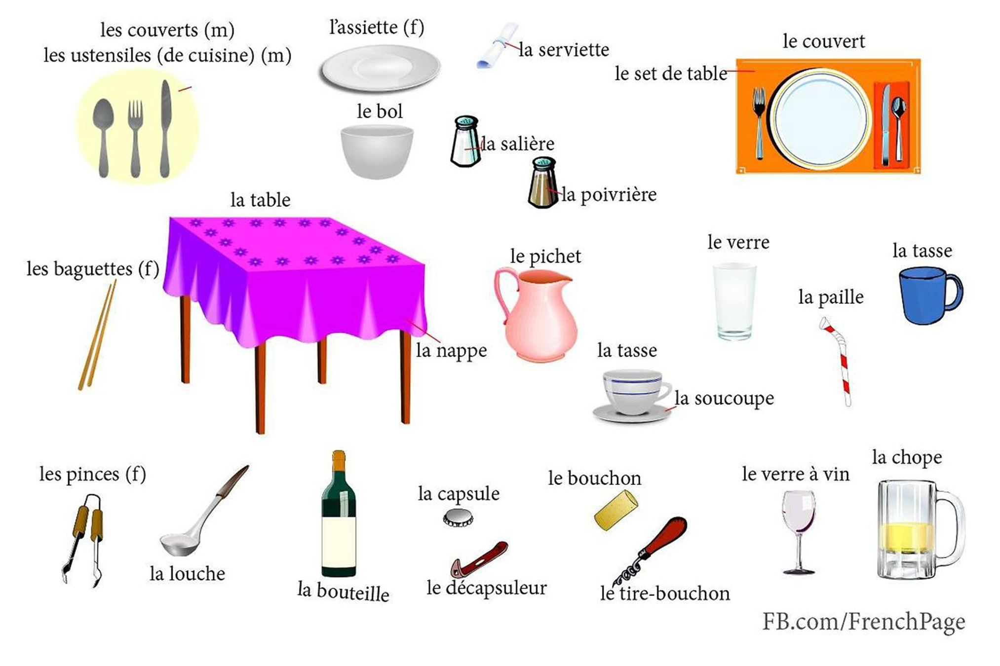 les couverts (m)
les ustensiles (de cuisine) (m)
l'assiette (f)
la serviette
le couvert
le set de table
le bol
la salière
la poivrière
la table
les baguettes (f)
le pichet
le verre
la tasse
la paille
la nappe
la tasse
la soucoupe
les pinces (f)
la louche
la bouteille
la capsule
le décapsuleur
le bouchon
le tire-bouchon
le verre à vin
la chope
FB.com/FrenchPage